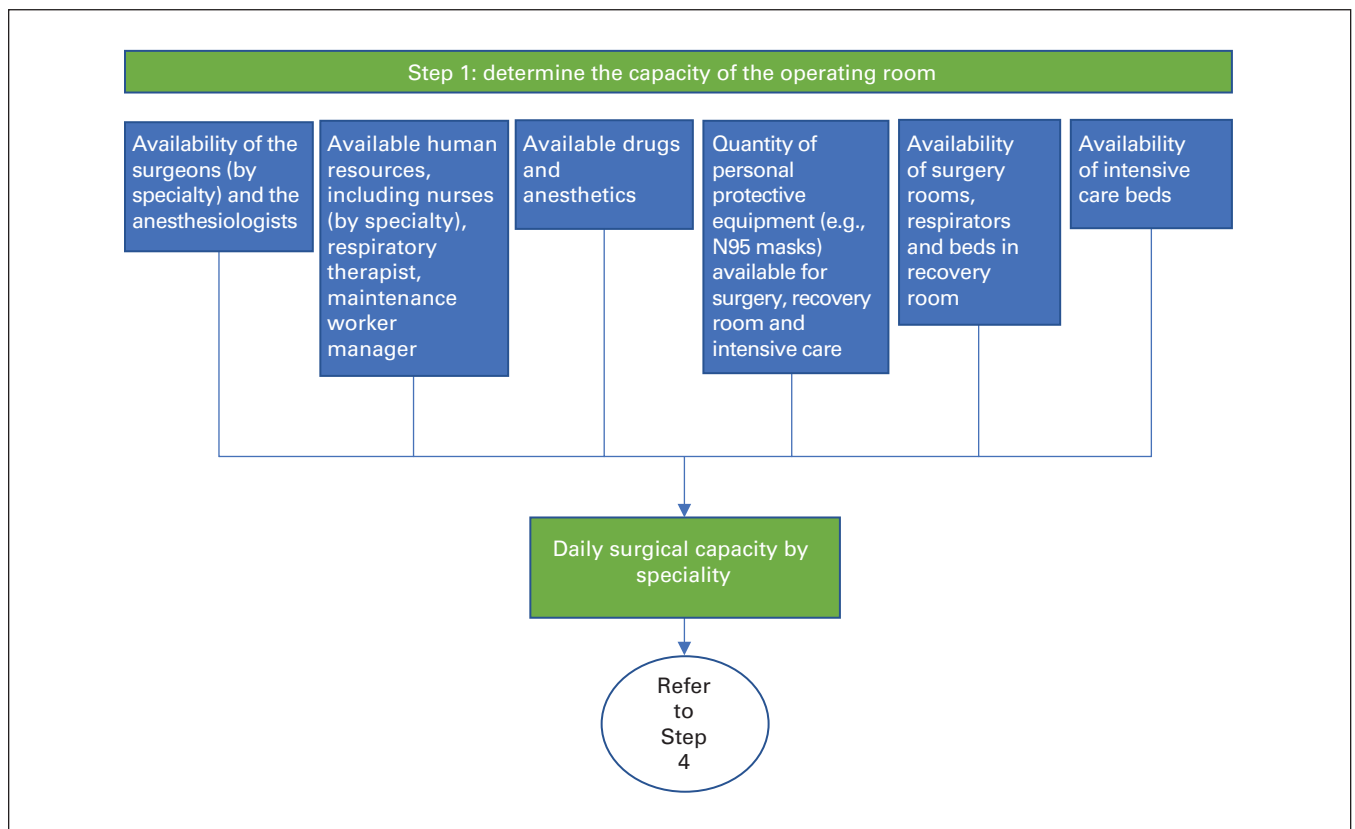 Step 1: determine the capacity of the operating room
Availability of the
surgeons (by
specialty) and the
anesthesiologists
Available human
resources,
including nurses
(by specialty),
respiratory
therapist,
maintenance
worker
manager
Available drugs
and
anesthetics
Quantity of
personal
protective
equipment (e.g.,
N95 masks)
available for
surgery, recovery
room and
intensive care
Availability
of surgery
rooms,
respirators
and beds in
recovery
room
Availability
of intensive
care beds
Daily surgical capacity by
speciality
Refer
to
Step
4